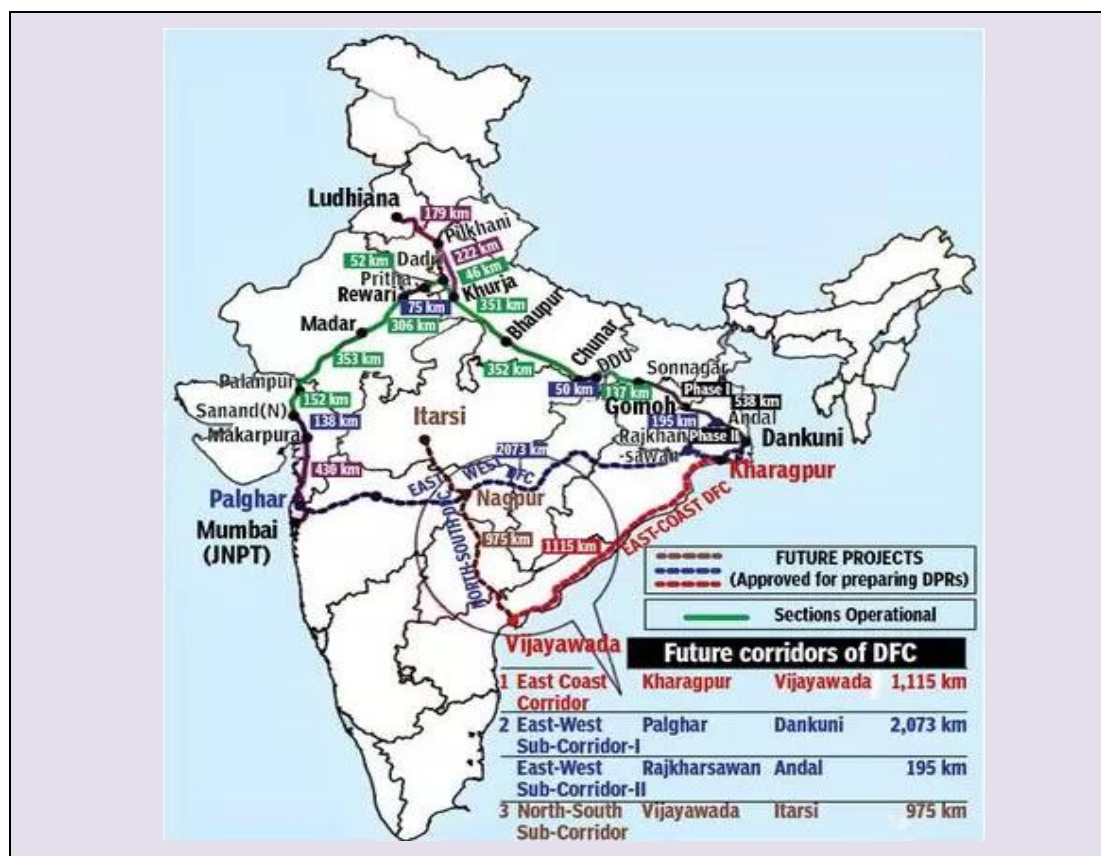 Ludhiana
179 km
Pilkhani
222 km
52 km
Dadri
46 km
Pritha
Rewari
Khurja
75 km
351 km
306 km
Bhaupur
Madar
Chunar
353 km
352 km
DDU
Sonnagar
Palanpur
50 km
137 km
Phase I
152 km
Gomoh
538 km
Sanand(N)
138 km
Itarsi
195 km
Andal
Makarpura
Rajkhar
-sawan
Phase II
Dankuni
2073 km
430 km
Kharagpur
EAST-WEST DFC
Palghar
Nagpur
Mumbai
(JNPT)
NORTH-SOUTH DFC
975 km
1115 km
EAST-COAST DFC
FUTURE PROJECTS
(Approved for preparing DPRs)
Sections Operational
Vijayawada
Future corridors of DFC
1 East Coast Corridor Kharagpur Vijayawada 1,115 km
2 East-West Sub-Corridor-I Palghar Dankuni 2,073 km
East-West Sub-Corridor-II Rajkharsawan Andal 195 km
3 North-South Sub-Corridor Vijayawada Itarsi 975 km